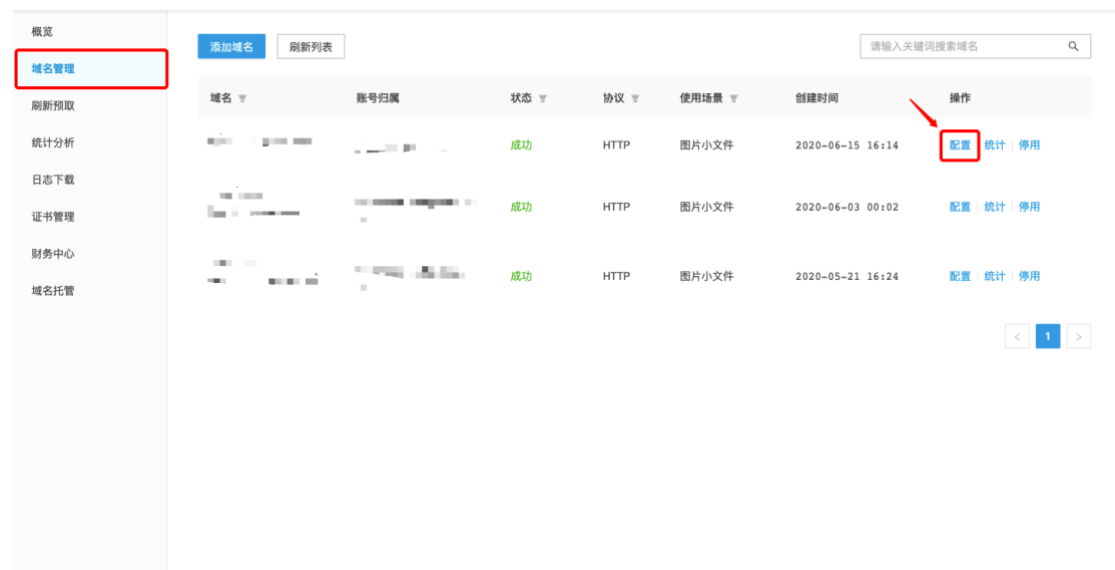 概览
域名管理
刷新预取
统计分析
日志下载
证书管理
财务中心
域名托管
添加域名 刷新列表 请输入关键词搜索域名
域名 账号归属 状态 协议 使用场景 创建时间 操作
成功 HTTP 图片小文件 2020-06-15 16:14 配置 统计 停用
成功 HTTP 图片小文件 2020-06-03 00:02 配置 统计 停用
成功 HTTP 图片小文件 2020-05-21 16:24 配置 统计 停用
< 1 >